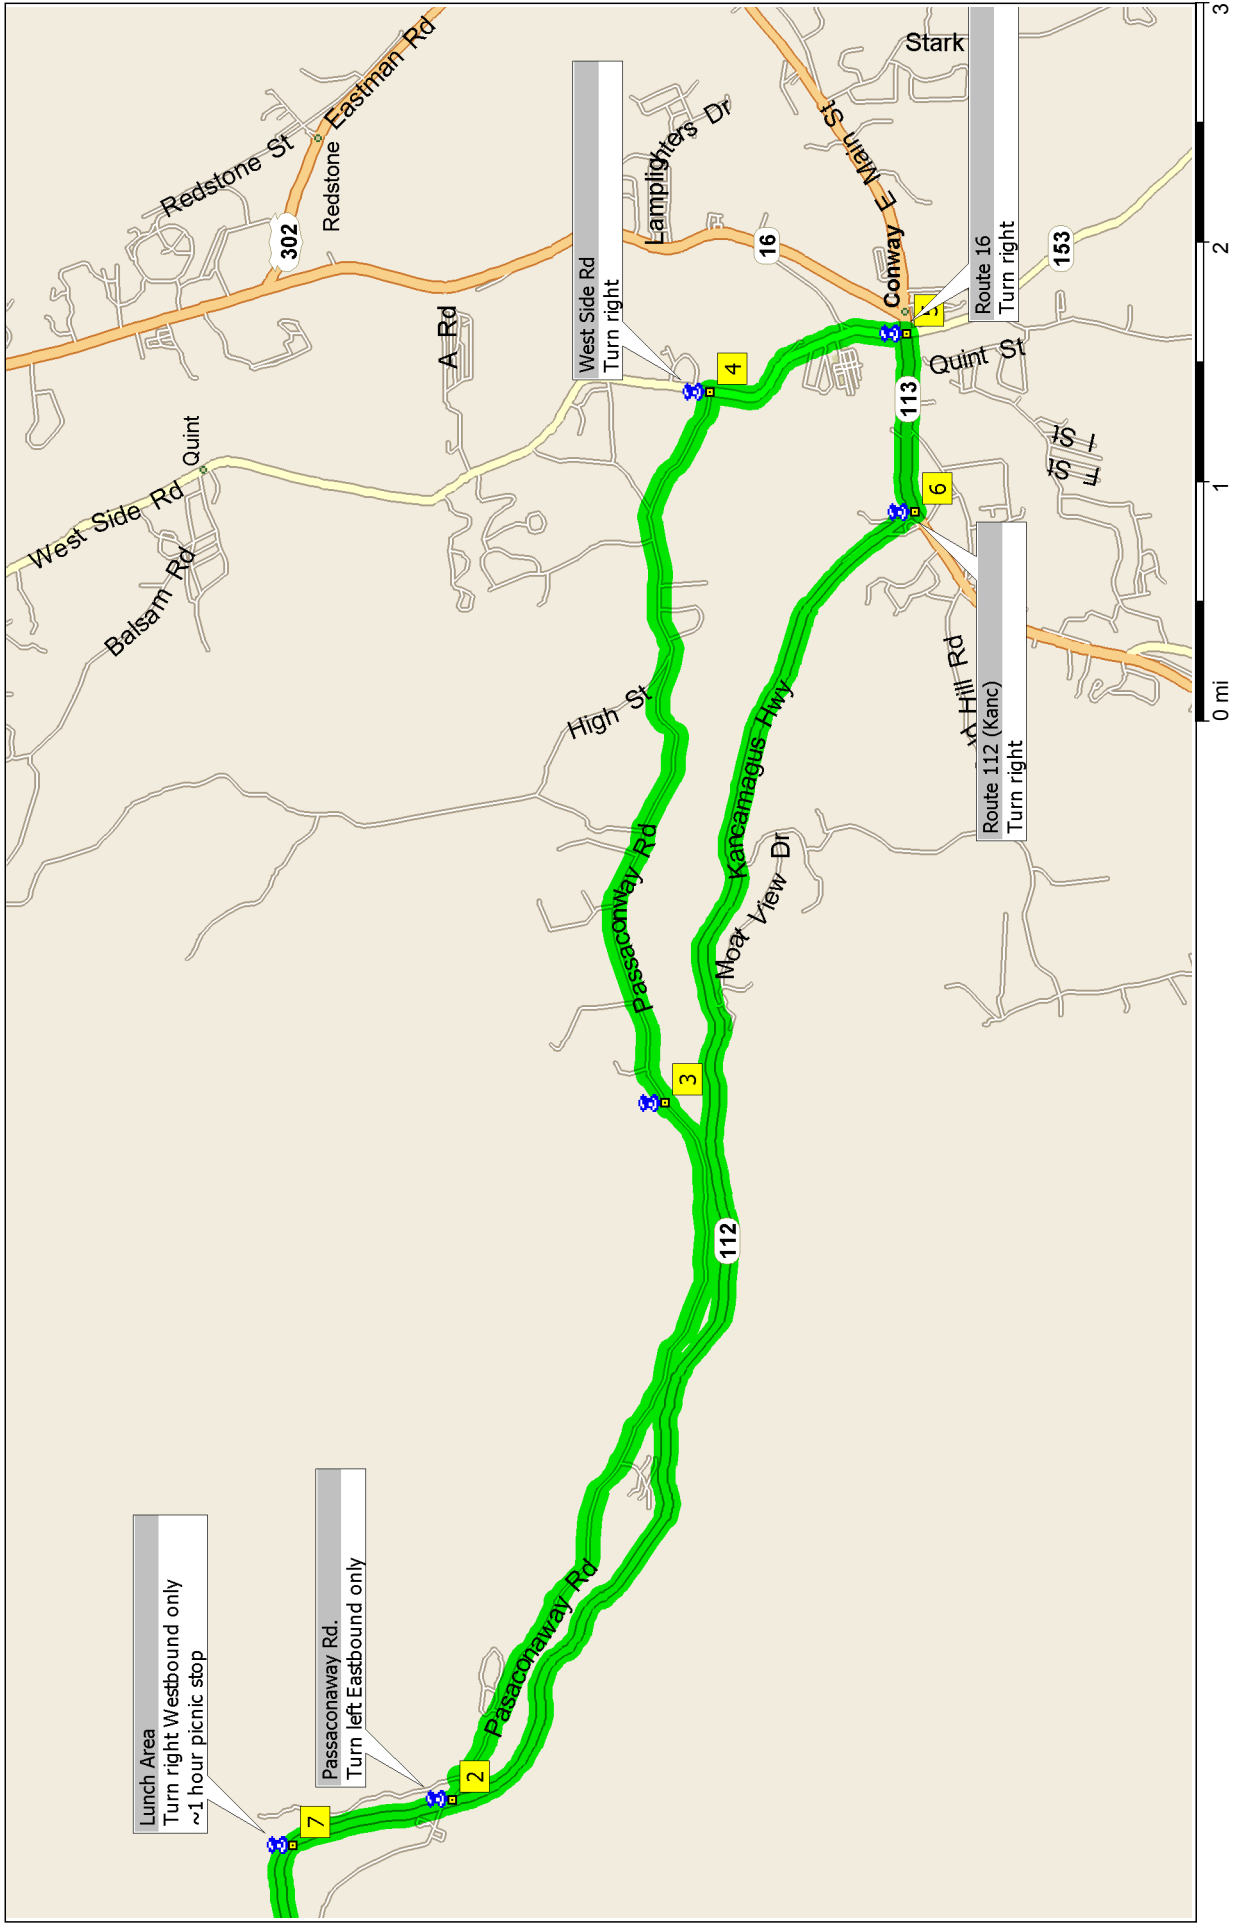 Lunch Area
Turn right Westbound only
~1 hour picnic stop
7
Passaconaway Rd.
Turn left Eastbound only
2
Pasaconaway Rd
112
3
Passaconway Rd
Moat View Dr
Kancamagus Hwy
High St
Balsam Rd
West Side Rd
Quint
A Rd
Redstone St
Redstone
302
Eastman Rd
West Side Rd
Turn right
4
Lamplighters Dr
16
E Main St
Conway
Stark
5
Route 16
Turn right
153
Quint St
113
6
I St
F St
Hill Rd
Route 112 (Kanc)
Turn right
0 mi
1
2
3